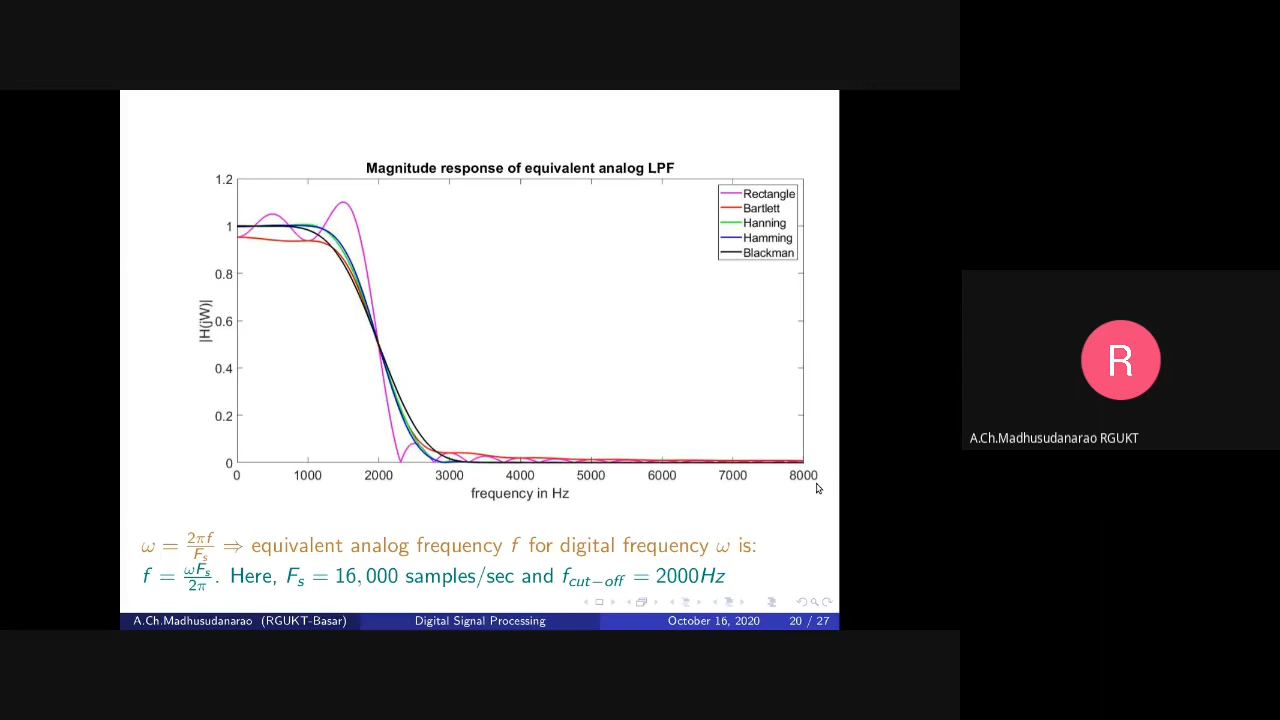 Magnitude response of equivalent analog LPF
1.2
1
0.8
0.6
0.4
0.2
0
|H(jW)|
Rectangle
Bartlett
Hanning
Hamming
Blackman
0 1000 2000 3000 4000 5000 6000 7000 8000
frequency in Hz
ω = 2πf/Fs ⇒ equivalent analog frequency f for digital frequency ω is:
f = ωFs/2π. Here, Fs = 16,000 samples/sec and fcut−off = 2000Hz
A.Ch.Madhusudanarao (RGUKT-Basar) Digital Signal Processing October 16, 2020 20 / 27
R
A.Ch.Madhusudanarao RGUKT